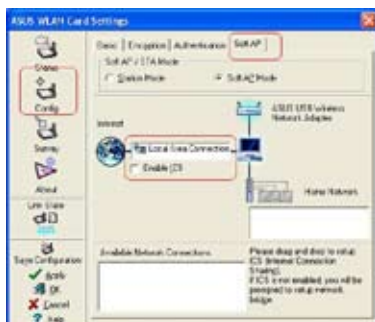 ASUS WLAN Card Settings
Status
Config
Survey
About
Link State
Save Configuration
Apply
OK
Cancel
Help
Basic
Encryption
Authentication
Soft AP
Soft AP / STA Mode
Station Mode
Soft AP Mode
Internet
Local Area Connection
Enable ICS
ASUS USB Wireless
Network Adapter
Home Network
Available Network Connections
Please drag and drop to setup
ICS (Internet Connection
Sharing).
If ICS is not enabled, you will be
prompted to setup network
bridge.